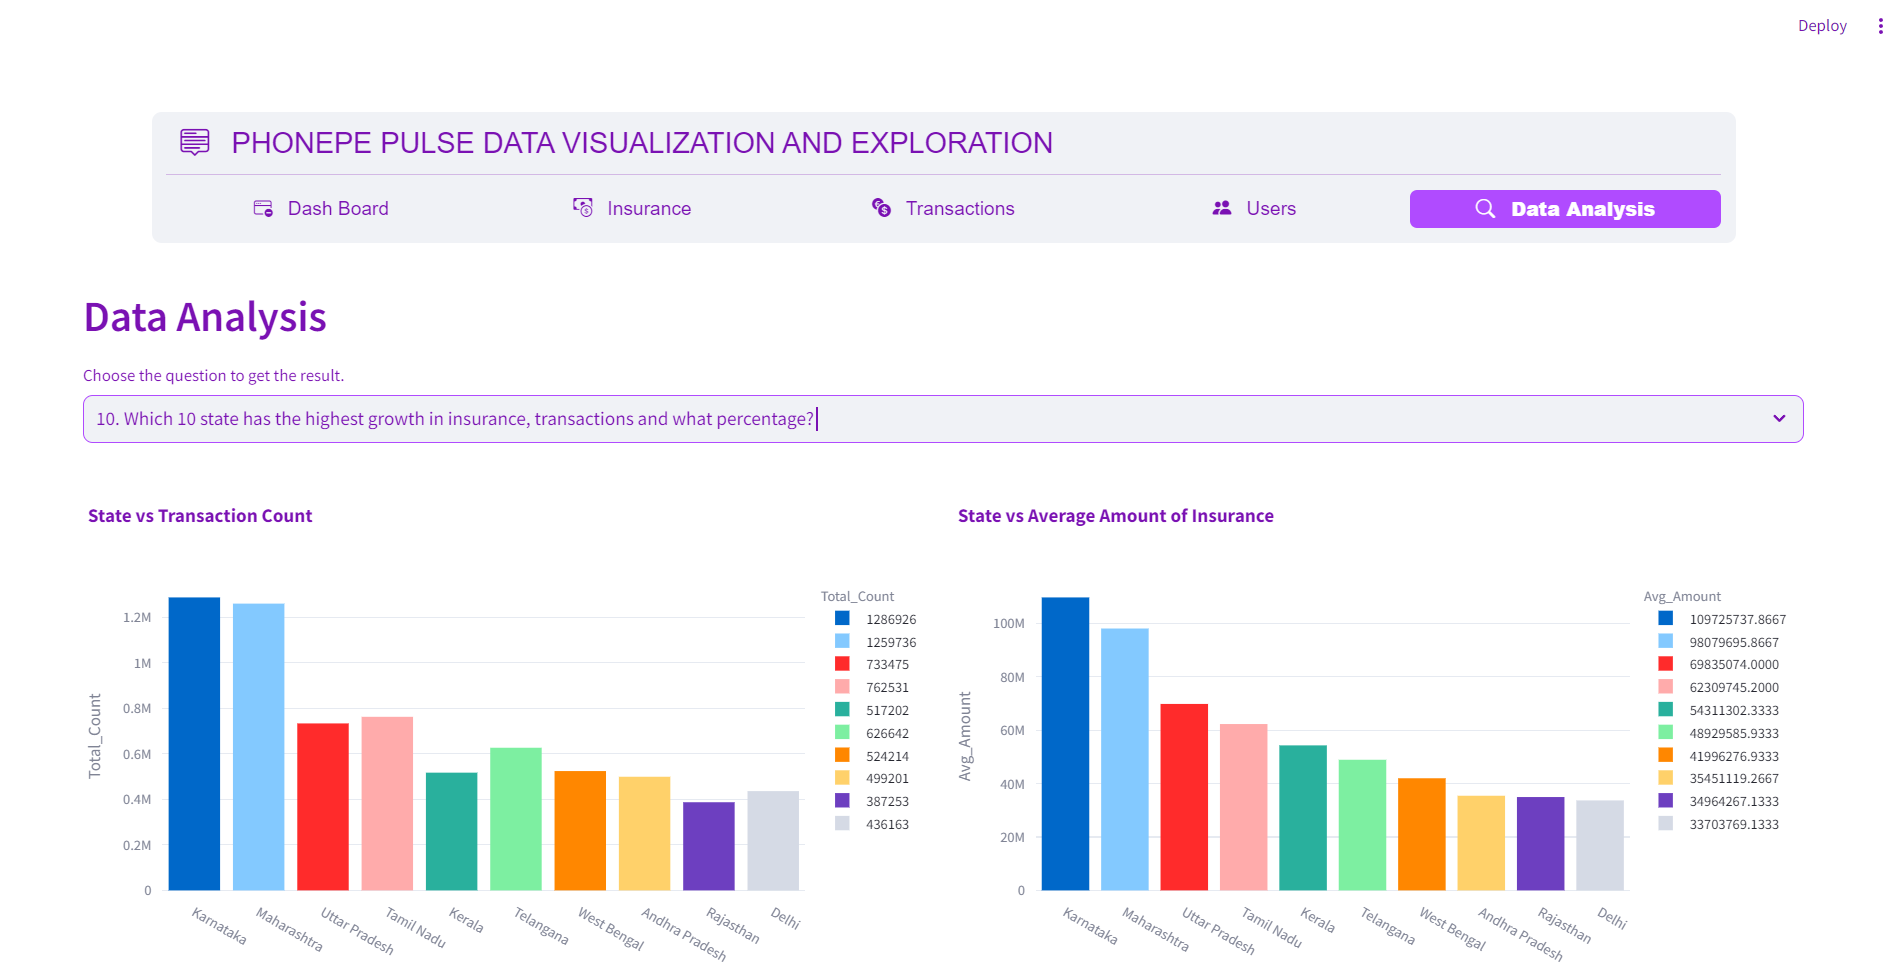 Deploy
PHONEPE PULSE DATA VISUALIZATION AND EXPLORATION
Dash Board
Insurance
Transactions
Users
Data Analysis
Data Analysis
Choose the question to get the result.
10. Which 10 state has the highest growth in insurance, transactions and what percentage?
State vs Transaction Count
Total_Count
1.2M
1M
0.8M
0.6M
0.4M
0.2M
0
Karnataka
Maharashtra
Uttar Pradesh
Tamil Nadu
Kerala
Telangana
West Bengal
Andhra Pradesh
Rajasthan
Delhi
Total_Count
1286926
1259736
733475
762531
517202
626642
524214
499201
387253
436163
State vs Average Amount of Insurance
Avg_Amount
100M
80M
60M
40M
20M
0
Karnataka
Maharashtra
Uttar Pradesh
Tamil Nadu
Kerala
Telangana
West Bengal
Andhra Pradesh
Rajasthan
Delhi
Avg_Amount
109725737.8667
98079695.8667
69835074.0000
62309745.2000
54311302.3333
48929585.9333
41996276.9333
35451119.2667
34964267.1333
33703769.1333